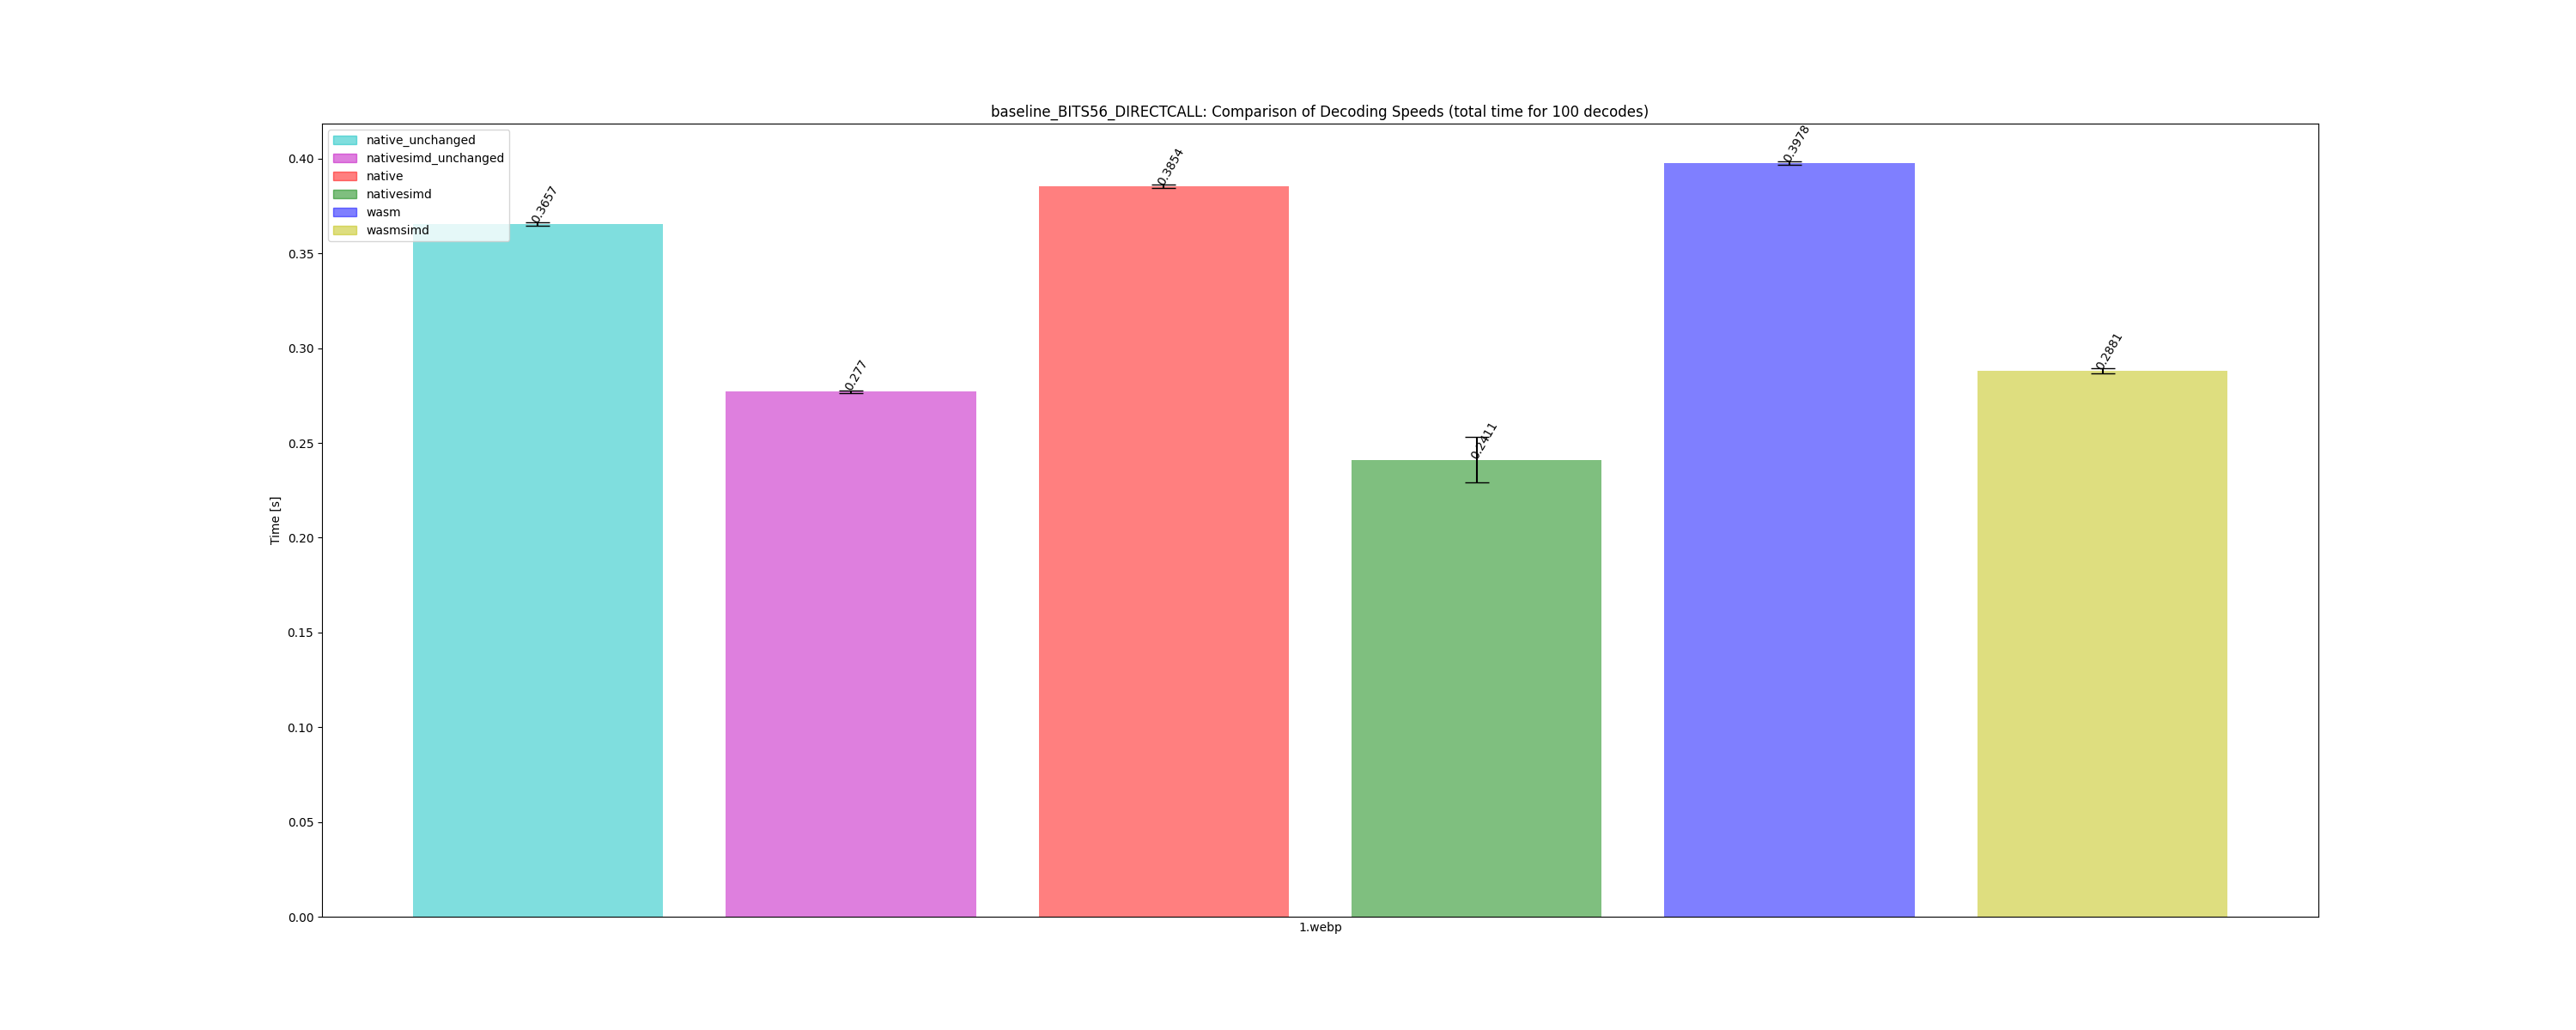 baseline_BITS56_DIRECTCALL: Comparison of Decoding Speeds (total time for 100 decodes)
native_unchanged
nativesimd_unchanged
native
nativesimd
wasm
wasmsimd
Time [s]
0.40
0.35
0.30
0.25
0.20
0.15
0.10
0.05
0.00
0.3657
0.277
0.3854
0.2411
0.3978
0.2881
1.webp